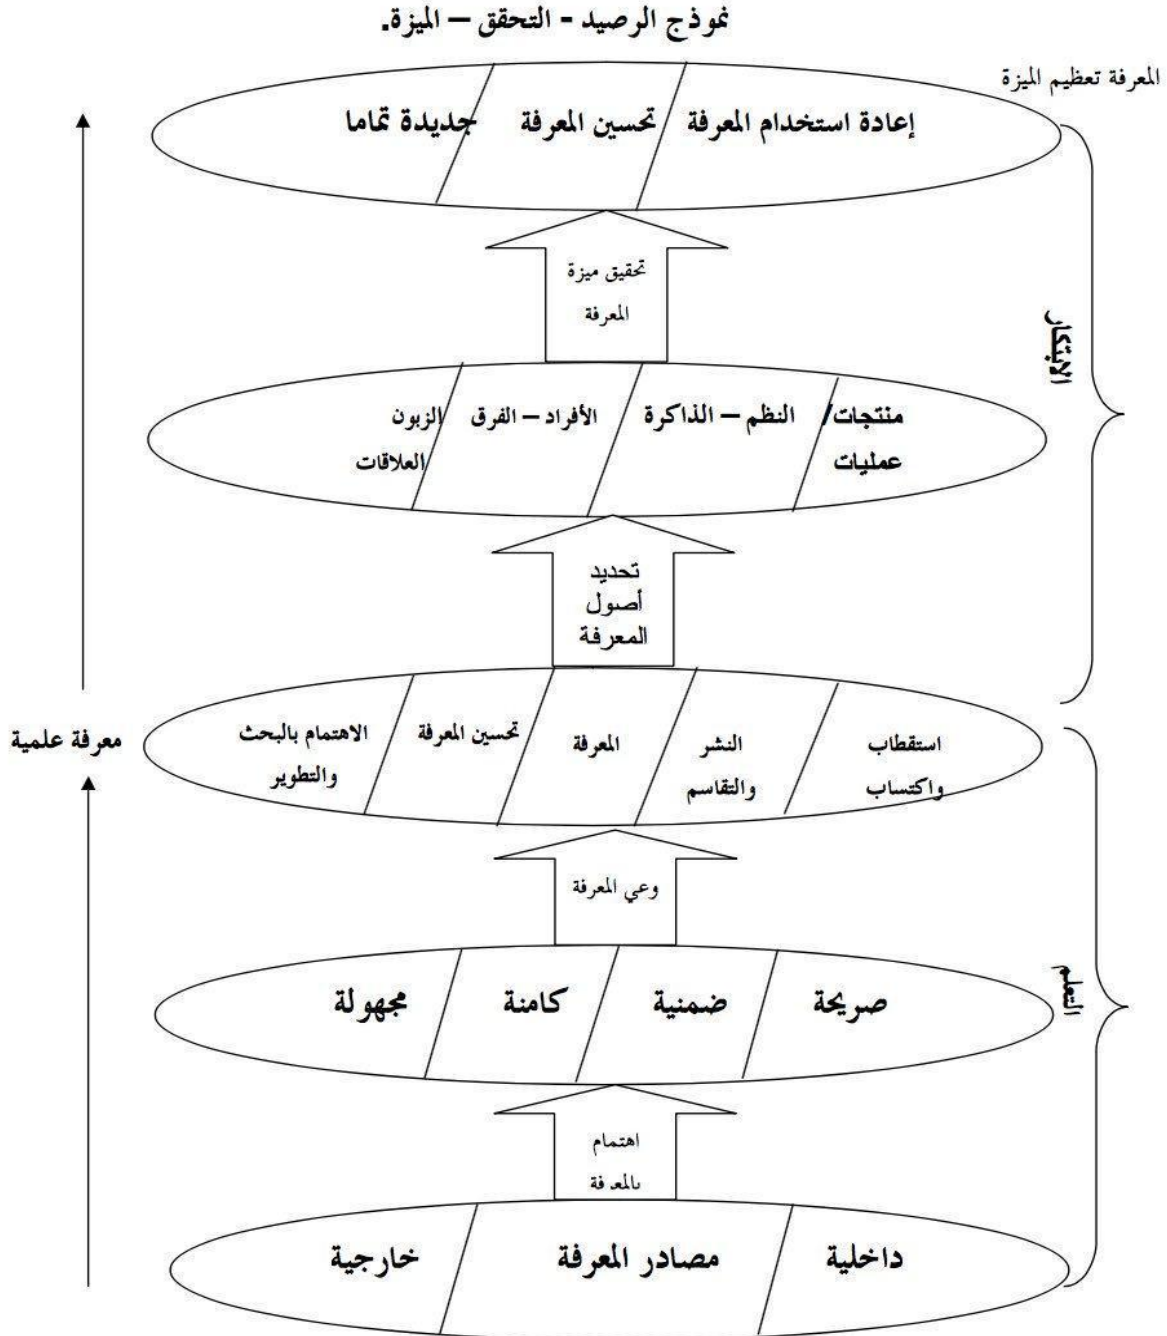 نموذج الرصيد - التحقق – الميزة.
المعرفة تعظيم الميزة
إعادة استخدام المعرفة تحسين المعرفة جديدة تماما
تحقيق ميزة
المعرفة
الابتكار
منتجات/ النظم – الذاكرة الأفراد – الفرق الزبون
عمليات العلاقات
تحديد
أصول
المعرفة
معرفة علمية
استقطاب النشر المعرفة تحسين المعرفة الاهتمام بالبحث
واكتساب والتقاسم والتطوير
وعي المعرفة
التعلم
صريحة ضمنية كامنة مجهولة
اهتمام
بالمعرفة
داخلية مصادر المعرفة خارجية